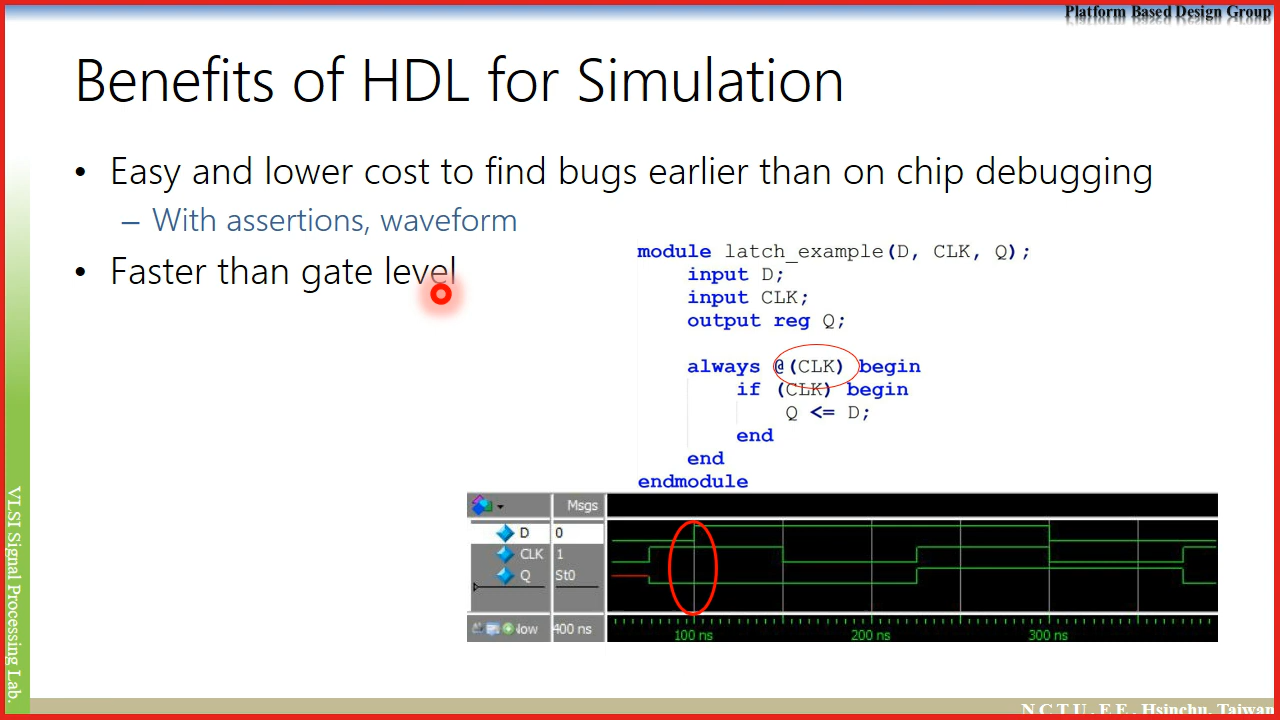 Platform Based Design Group
Benefits of HDL for Simulation
• Easy and lower cost to find bugs earlier than on chip debugging
– With assertions, waveform
• Faster than gate level
module latch_example(D, CLK, Q);
input D;
input CLK;
output reg Q;
always @(CLK) begin
if (CLK) begin
Q <= D;
end
end
endmodule
Msgs
D 0
CLK 1
Q St0
Now 400 ns 100 ns 200 ns 300 ns
VLSI Signal Processing Lab.
N C T U . E E , Hsinchu, Taiwan